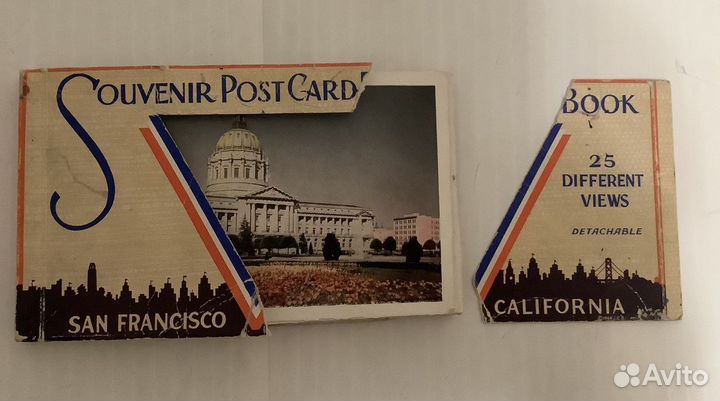 SOUVENIR POST CARD
BOOK
25
DIFFERENT
VIEWS
DETACHABLE
SAN FRANCISCO
CALIFORNIA
Avito